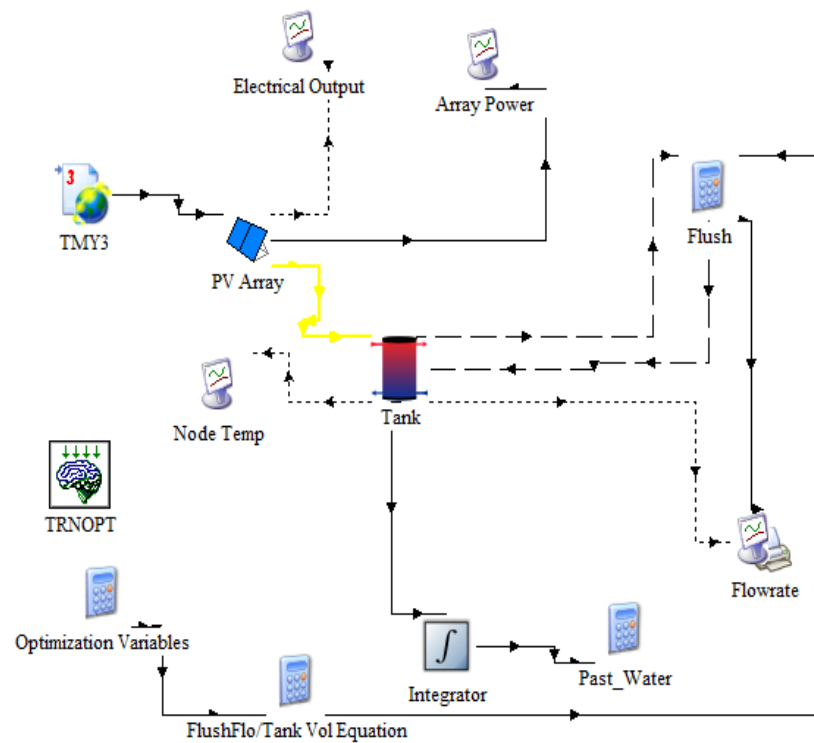 Electrical Output
Array Power
3
TMY3
PV Array
Flush
Tank
Node Temp
TRNOPT
Flowrate
Optimization Variables
∫
Integrator
Past_Water
FlushFlo/Tank Vol Equation